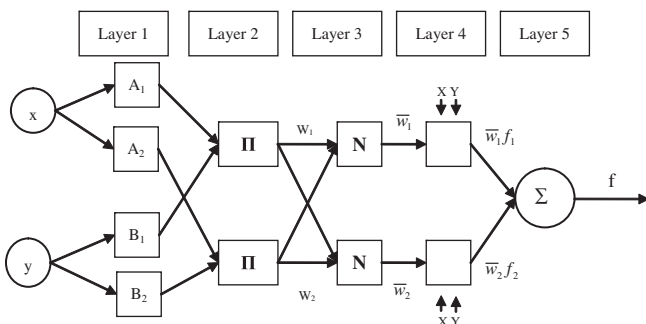 Layer 1 Layer 2 Layer 3 Layer 4 Layer 5
X Y
A₁
x
w₁ w̅₁ w̅₁f₁
A₂ Π N
f
Σ
B₁
y Π N w̅₂f₂
B₂ w₂ w̅₂
X Y